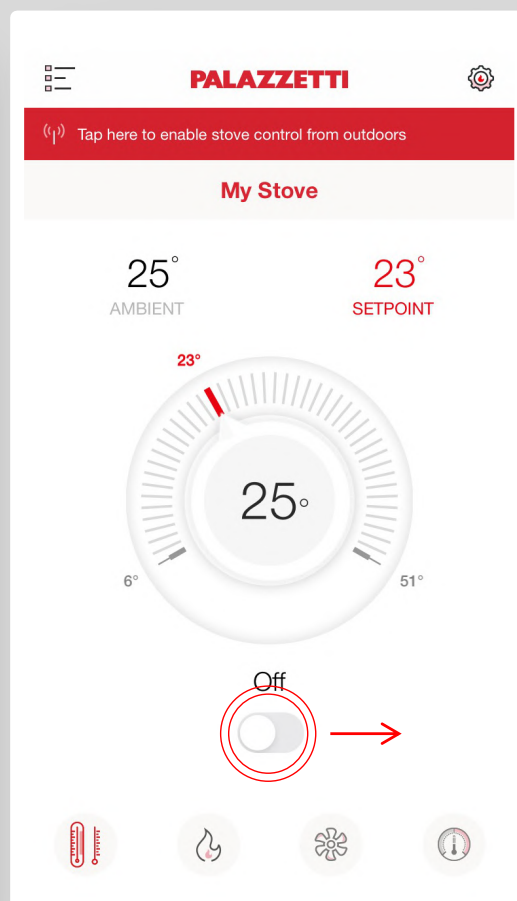 PALAZZETTI
Tap here to enable stove control from outdoors
My Stove
25° 23°
AMBIENT SETPOINT
23°
25°
6° 51°
Off